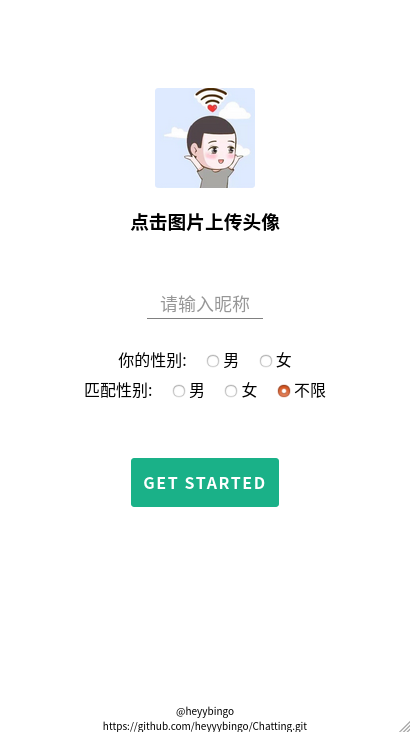 点击图片上传头像
请输入昵称
你的性别: 男 女
匹配性别: 男 女 不限
GET STARTED
@heyybingo
https://github.com/heyyybingo/Chatting.git